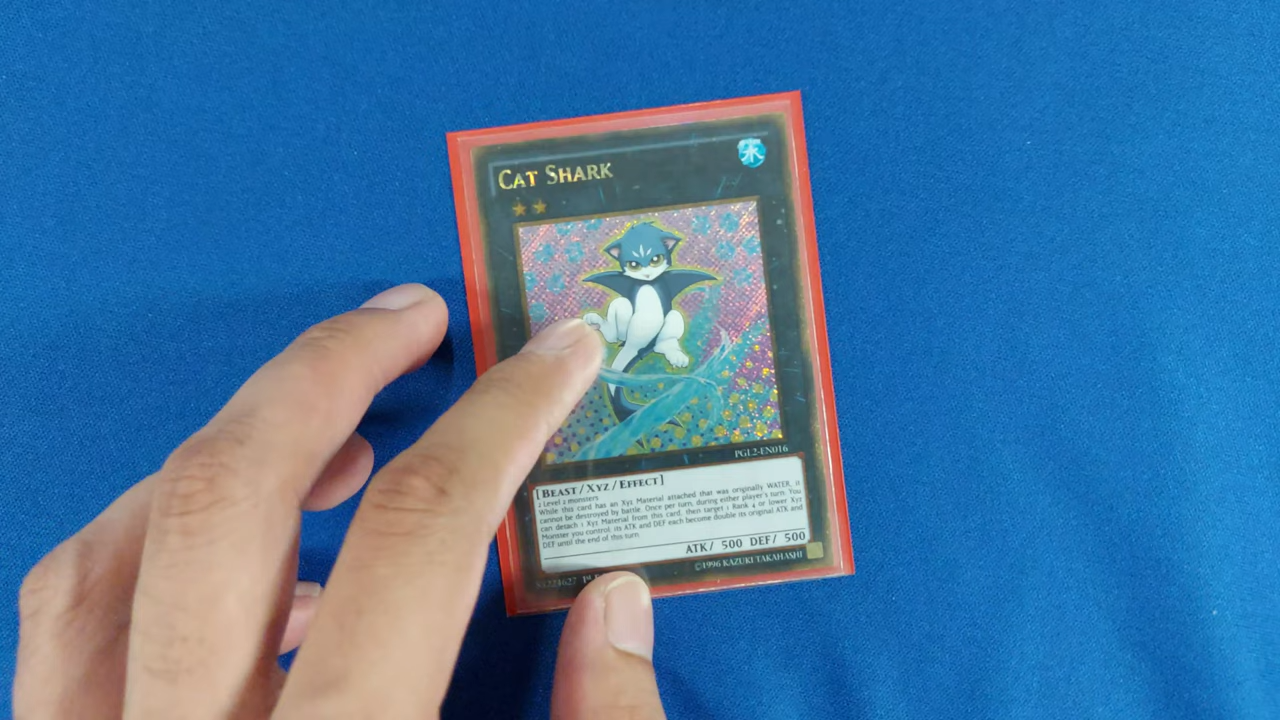 CAT SHARK
水
PGL2-EN016
[BEAST/XYZ/EFFECT]
2 Level 2 monsters
While this card has an Xyz Material attached that was originally WATER, it
cannot be destroyed by battle. Once per turn, during either player's turn: You
can detach 1 Xyz Material from this card, then target 1 Rank 4 or lower Xyz
Monster you control; its ATK and DEF each become double its original ATK and
DEF until the end of this turn.
ATK/ 500 DEF/ 500
©1996 KAZUKI TAKAHASHI